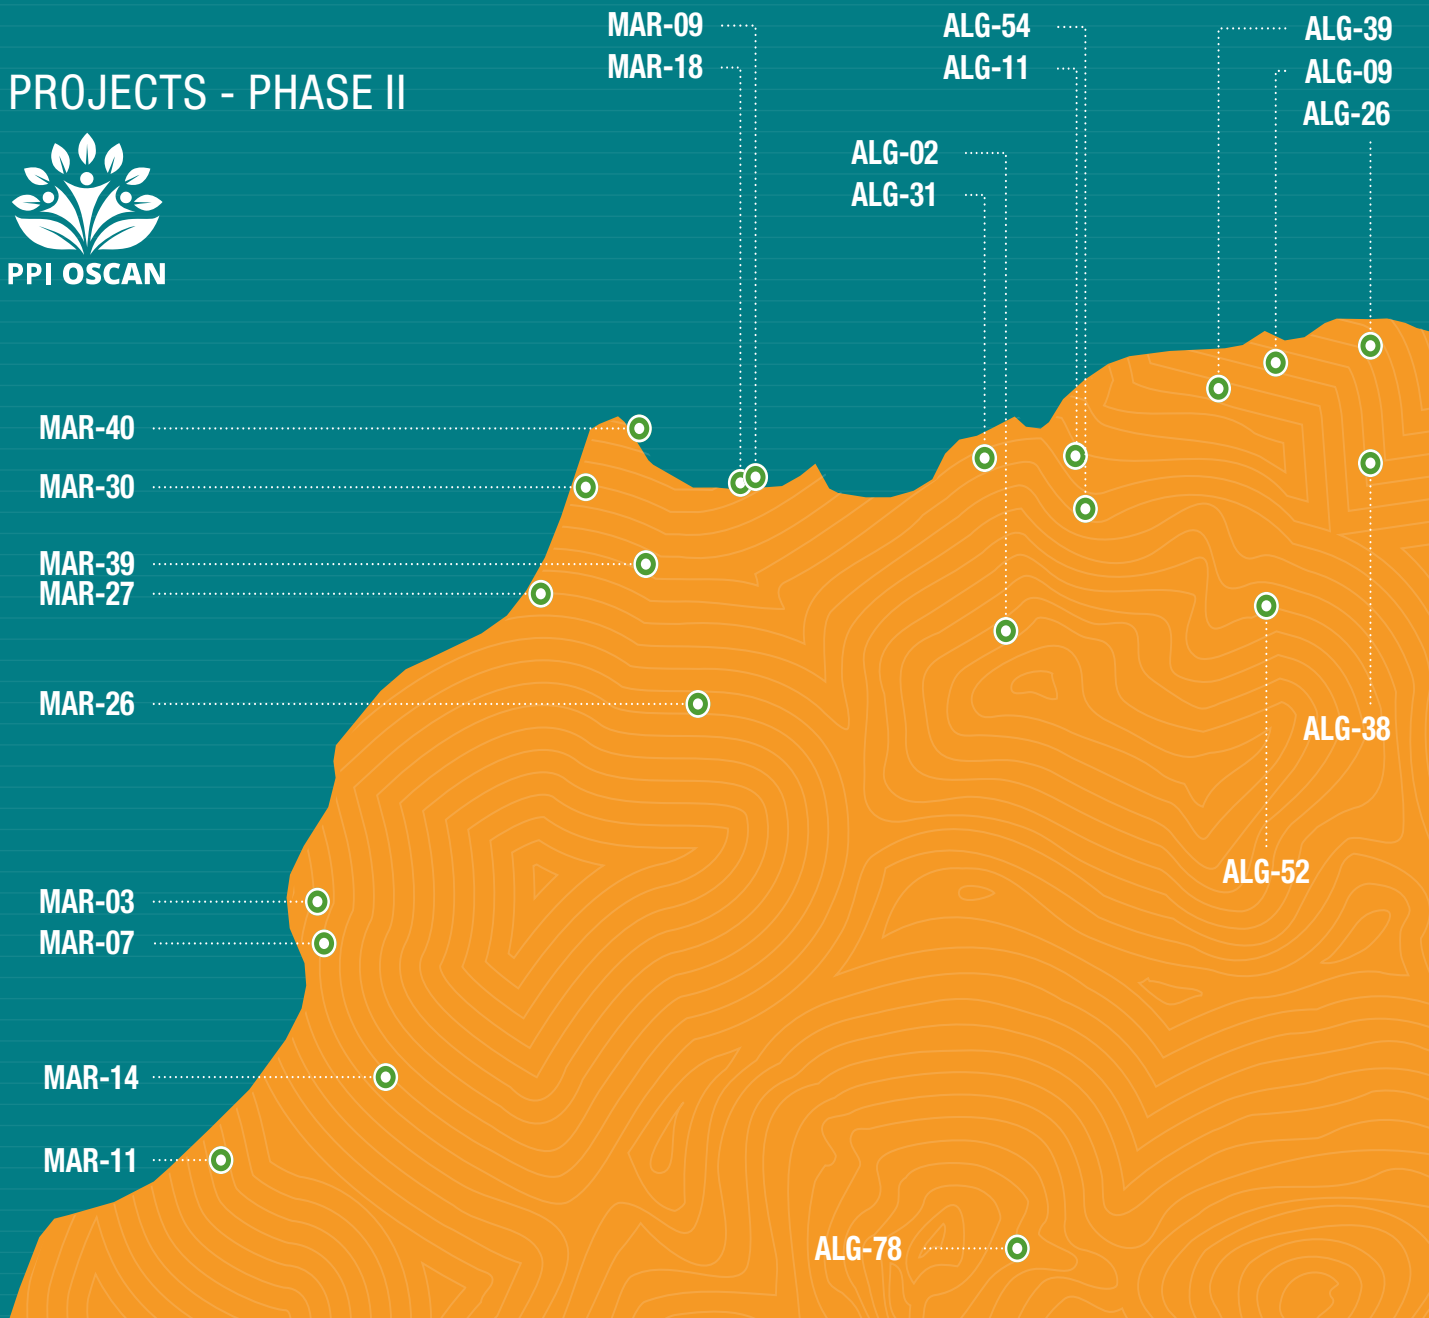 PROJECTS - PHASE II
PPI OSCAN
MAR-09
MAR-18
ALG-54
ALG-11
ALG-39
ALG-09
ALG-26
ALG-02
ALG-31
MAR-40
MAR-30
MAR-39
MAR-27
MAR-26
ALG-38
ALG-52
MAR-03
MAR-07
MAR-14
MAR-11
ALG-78